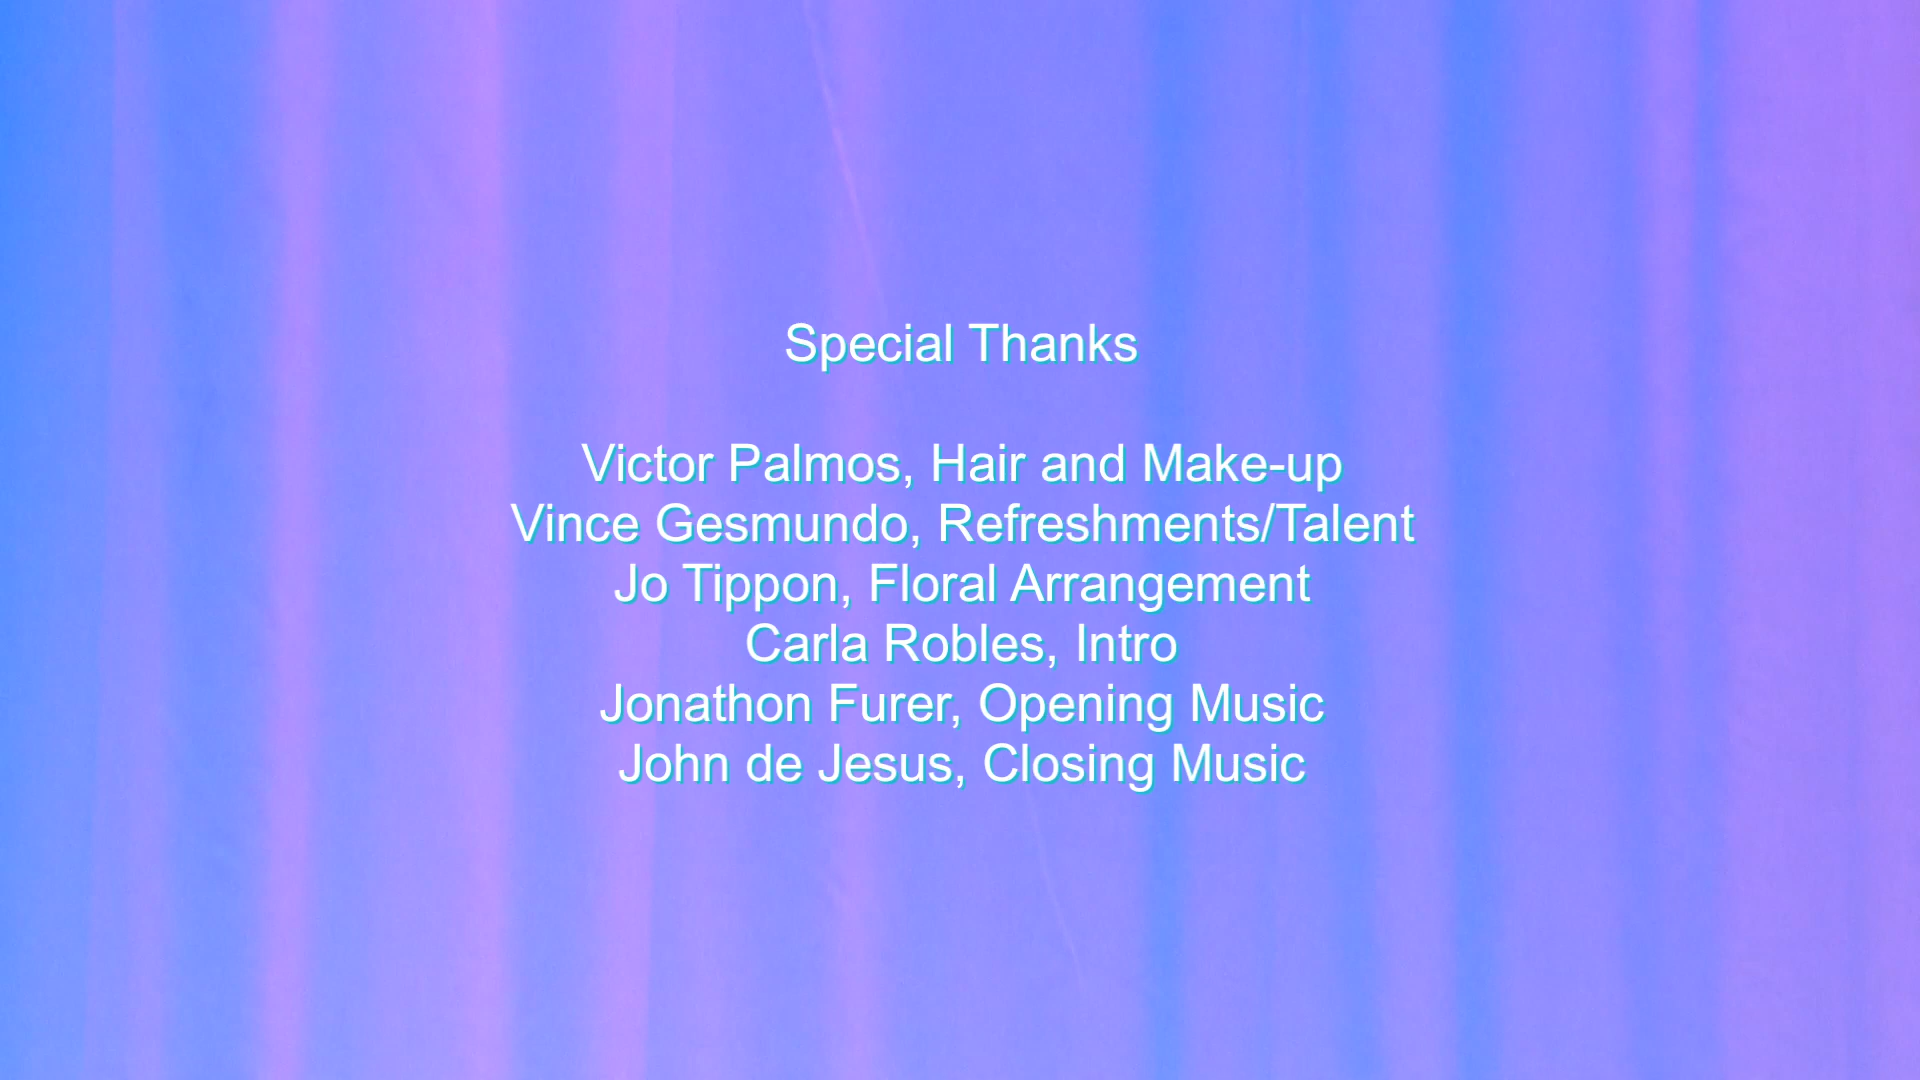 Special Thanks
Victor Palmos, Hair and Make-up
Vince Gesmundo, Refreshments/Talent
Jo Tippon, Floral Arrangement
Carla Robles, Intro
Jonathon Furer, Opening Music
John de Jesus, Closing Music